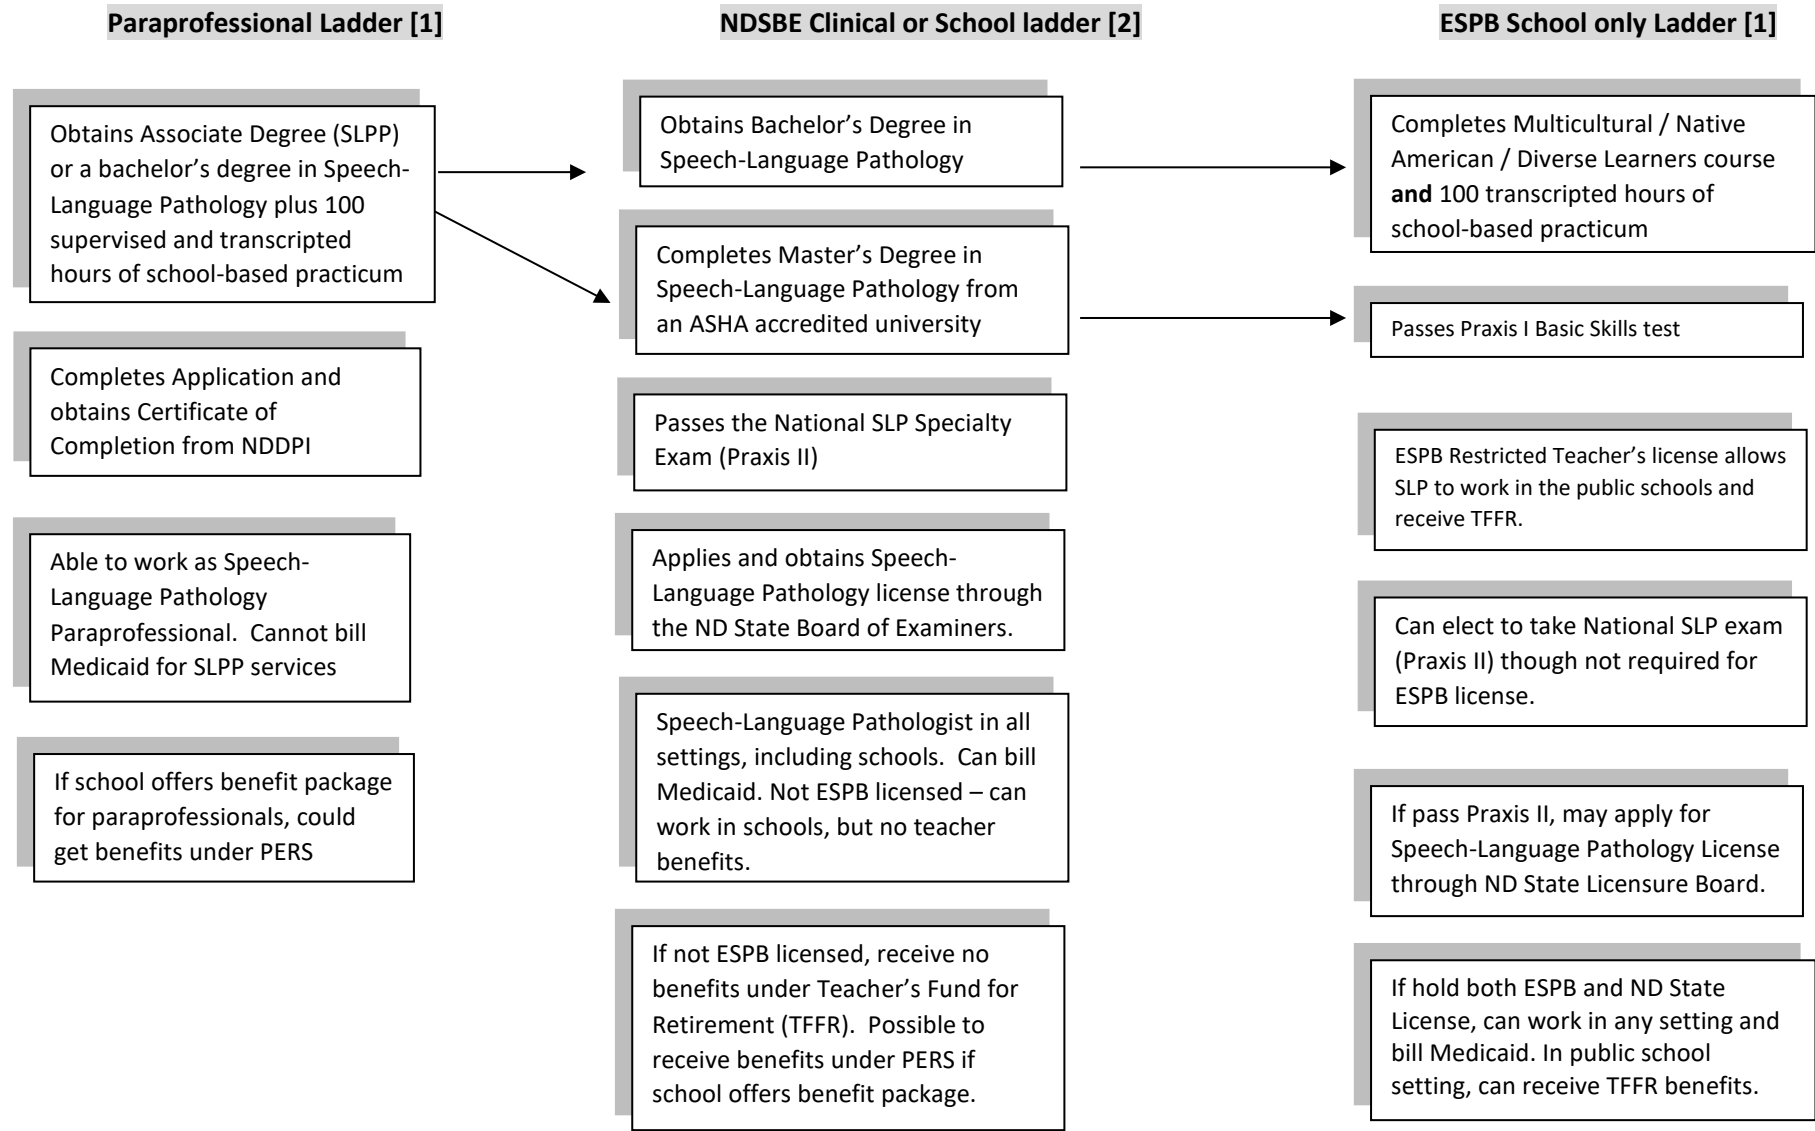 Paraprofessional Ladder [1]
Obtains Associate Degree (SLPP)
or a bachelor’s degree in Speech-
Language Pathology plus 100
supervised and transcripted
hours of school-based practicum
Completes Application and
obtains Certificate of
Completion from NDDPI
Able to work as Speech-
Language Pathology
Paraprofessional.  Cannot bill
Medicaid for SLPP services
If school offers benefit package
for paraprofessionals, could
get benefits under PERS
NDSBE Clinical or School ladder [2]
Obtains Bachelor’s Degree in
Speech-Language Pathology
Completes Master’s Degree in
Speech-Language Pathology from
an ASHA accredited university
Passes the National SLP Specialty
Exam (Praxis II)
Applies and obtains Speech-
Language Pathology license through
the ND State Board of Examiners.
Speech-Language Pathologist in all
settings, including schools.  Can bill
Medicaid. Not ESPB licensed – can
work in schools, but no teacher
benefits.
If not ESPB licensed, receive no
benefits under Teacher’s Fund for
Retirement (TFFR).  Possible to
receive benefits under PERS if
school offers benefit package.
ESPB School only Ladder [1]
Completes Multicultural / Native
American / Diverse Learners course
and 100 transcripted hours of
school-based practicum
Passes Praxis I Basic Skills test
ESPB Restricted Teacher’s license allows
SLP to work in the public schools and
receive TFFR.
Can elect to take National SLP exam
(Praxis II) though not required for
ESPB license.
If pass Praxis II, may apply for
Speech-Language Pathology License
through ND State Licensure Board.
If hold both ESPB and ND State
License, can work in any setting and
bill Medicaid. In public school
setting, can receive TFFR benefits.